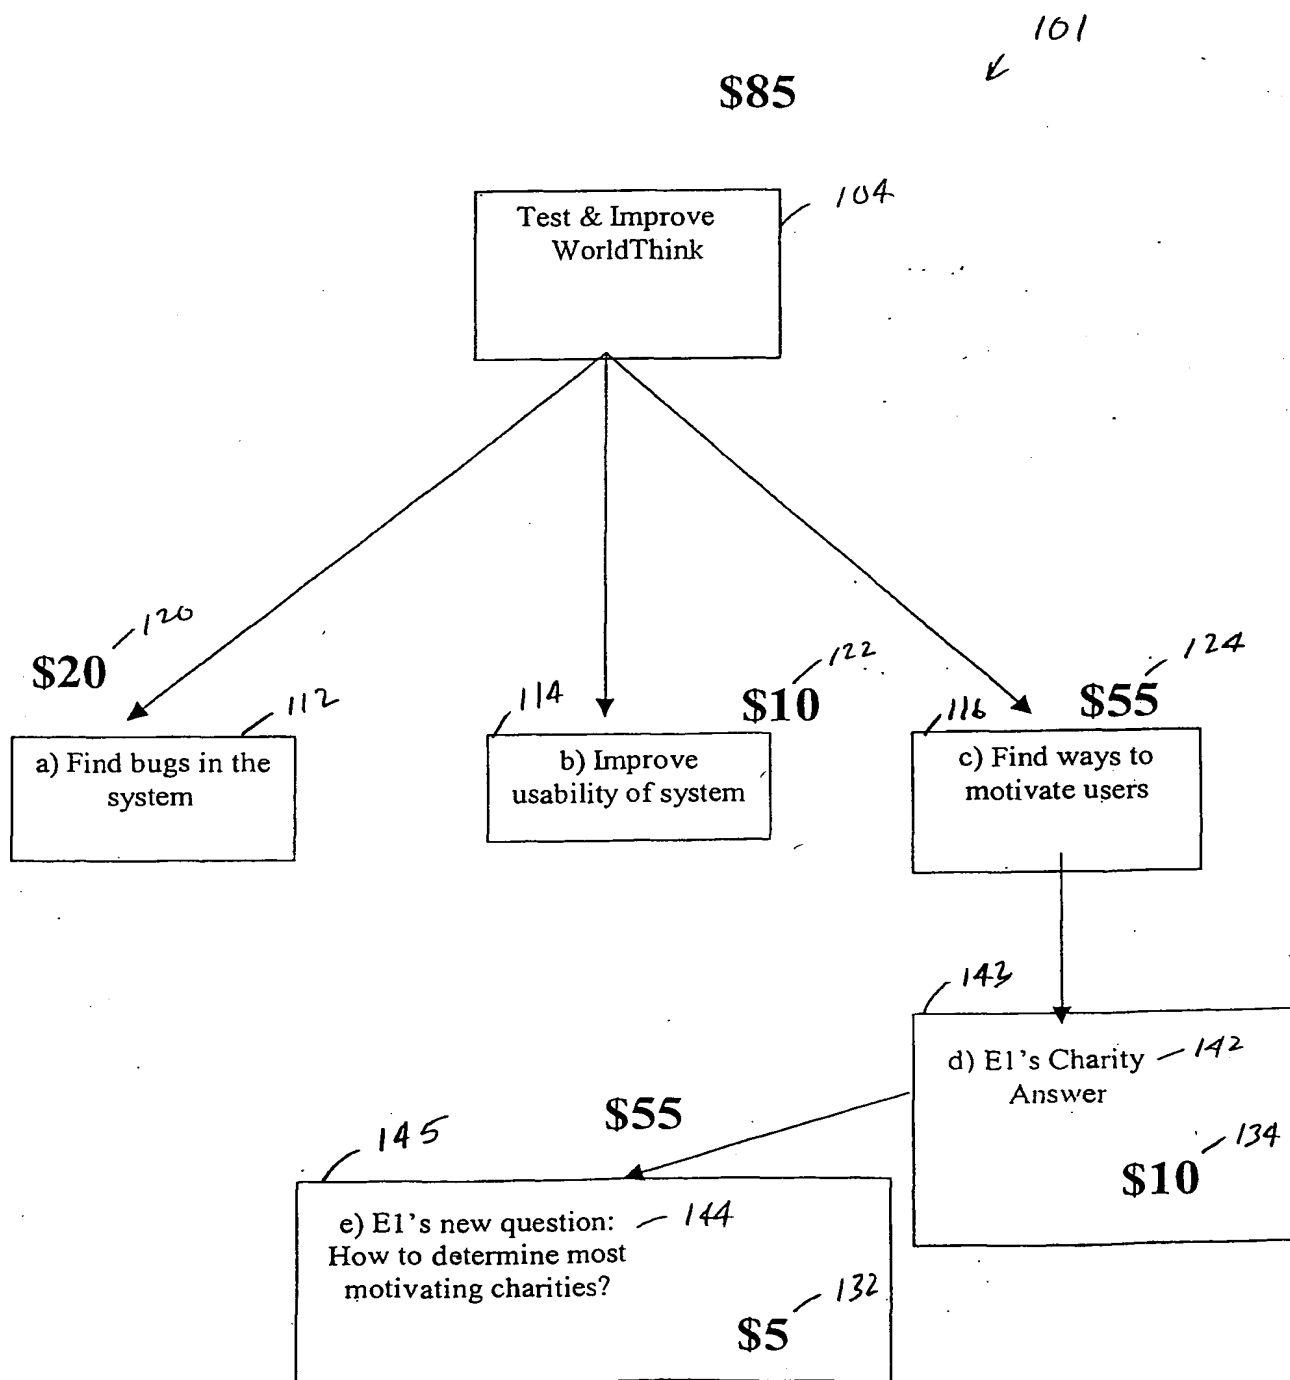 101
$85
104
Test & Improve
WorldThink
120
$20
112
114
122
$10
124
116
$55
a) Find bugs in the
system
b) Improve
usability of system
c) Find ways to
motivate users
143
d) E1's Charity
142
Answer
134
$10
$55
145
e) E1's new question:
144
How to determine most
motivating charities?
132
$5